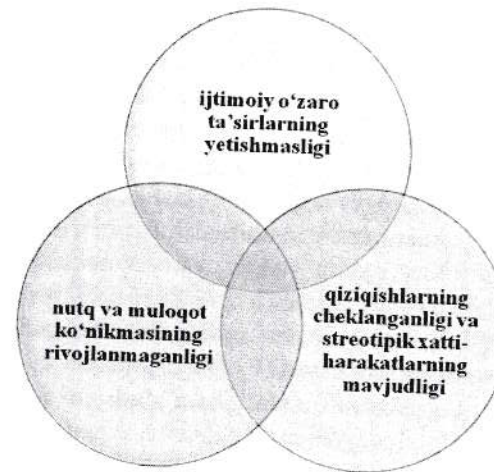 ijtimoiy o‘zaro
ta’sirlarning
yetishmasligi
nutq va muloqot
ko‘nikmasining
rivojlanmaganligi
qiziqishlarning
cheklanganligi va
streotipik xatti-
harakatlarning
mavjudligi